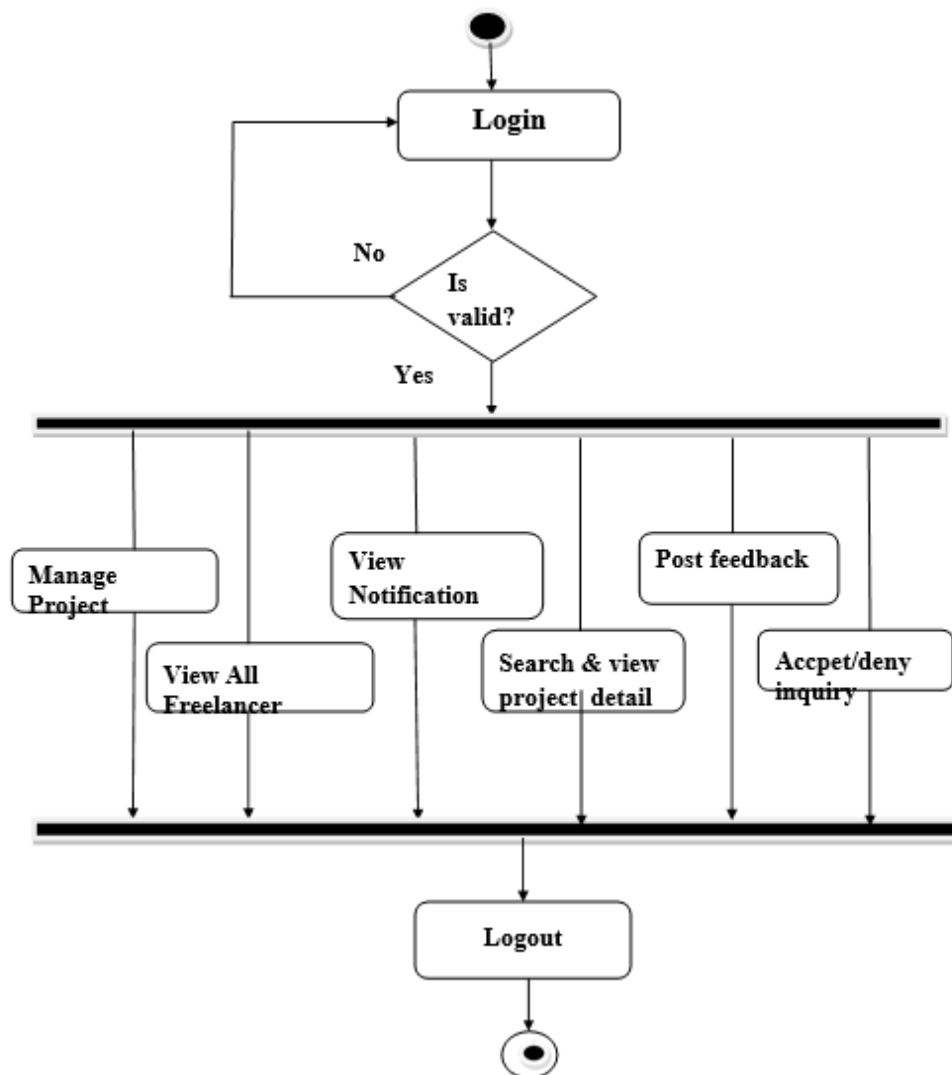 Login
No
Is
valid?
Yes
Manage
Project
View All
Freelancer
View
Notification
Search & view
project detail
Post feedback
Accpet/deny
inquiry
Logout